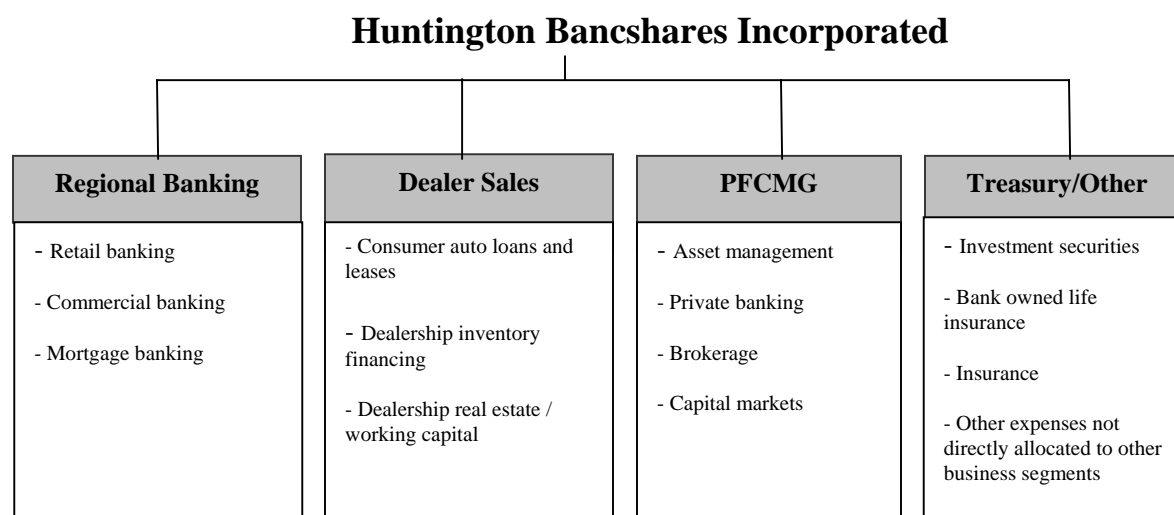 Huntington Bancshares Incorporated
Regional Banking
- Retail banking
- Commercial banking
- Mortgage banking
Dealer Sales
- Consumer auto loans and
leases
- Dealership inventory
financing
- Dealership real estate /
working capital
PFCMG
- Asset management
- Private banking
- Brokerage
- Capital markets
Treasury/Other
- Investment securities
- Bank owned life
insurance
- Insurance
- Other expenses not
directly allocated to other
business segments